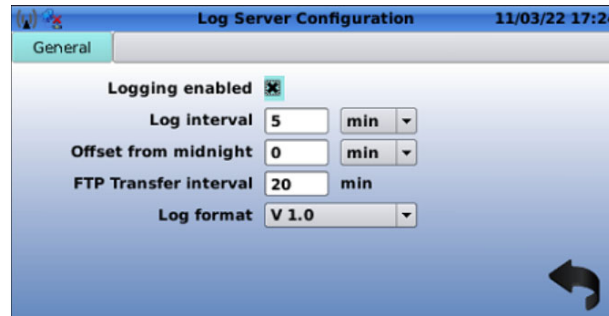 Log Server Configuration 11/03/22 17:24
General
Logging enabled
Log interval 5 min
Offset from midnight 0 min
FTP Transfer interval 20 min
Log format V 1.0